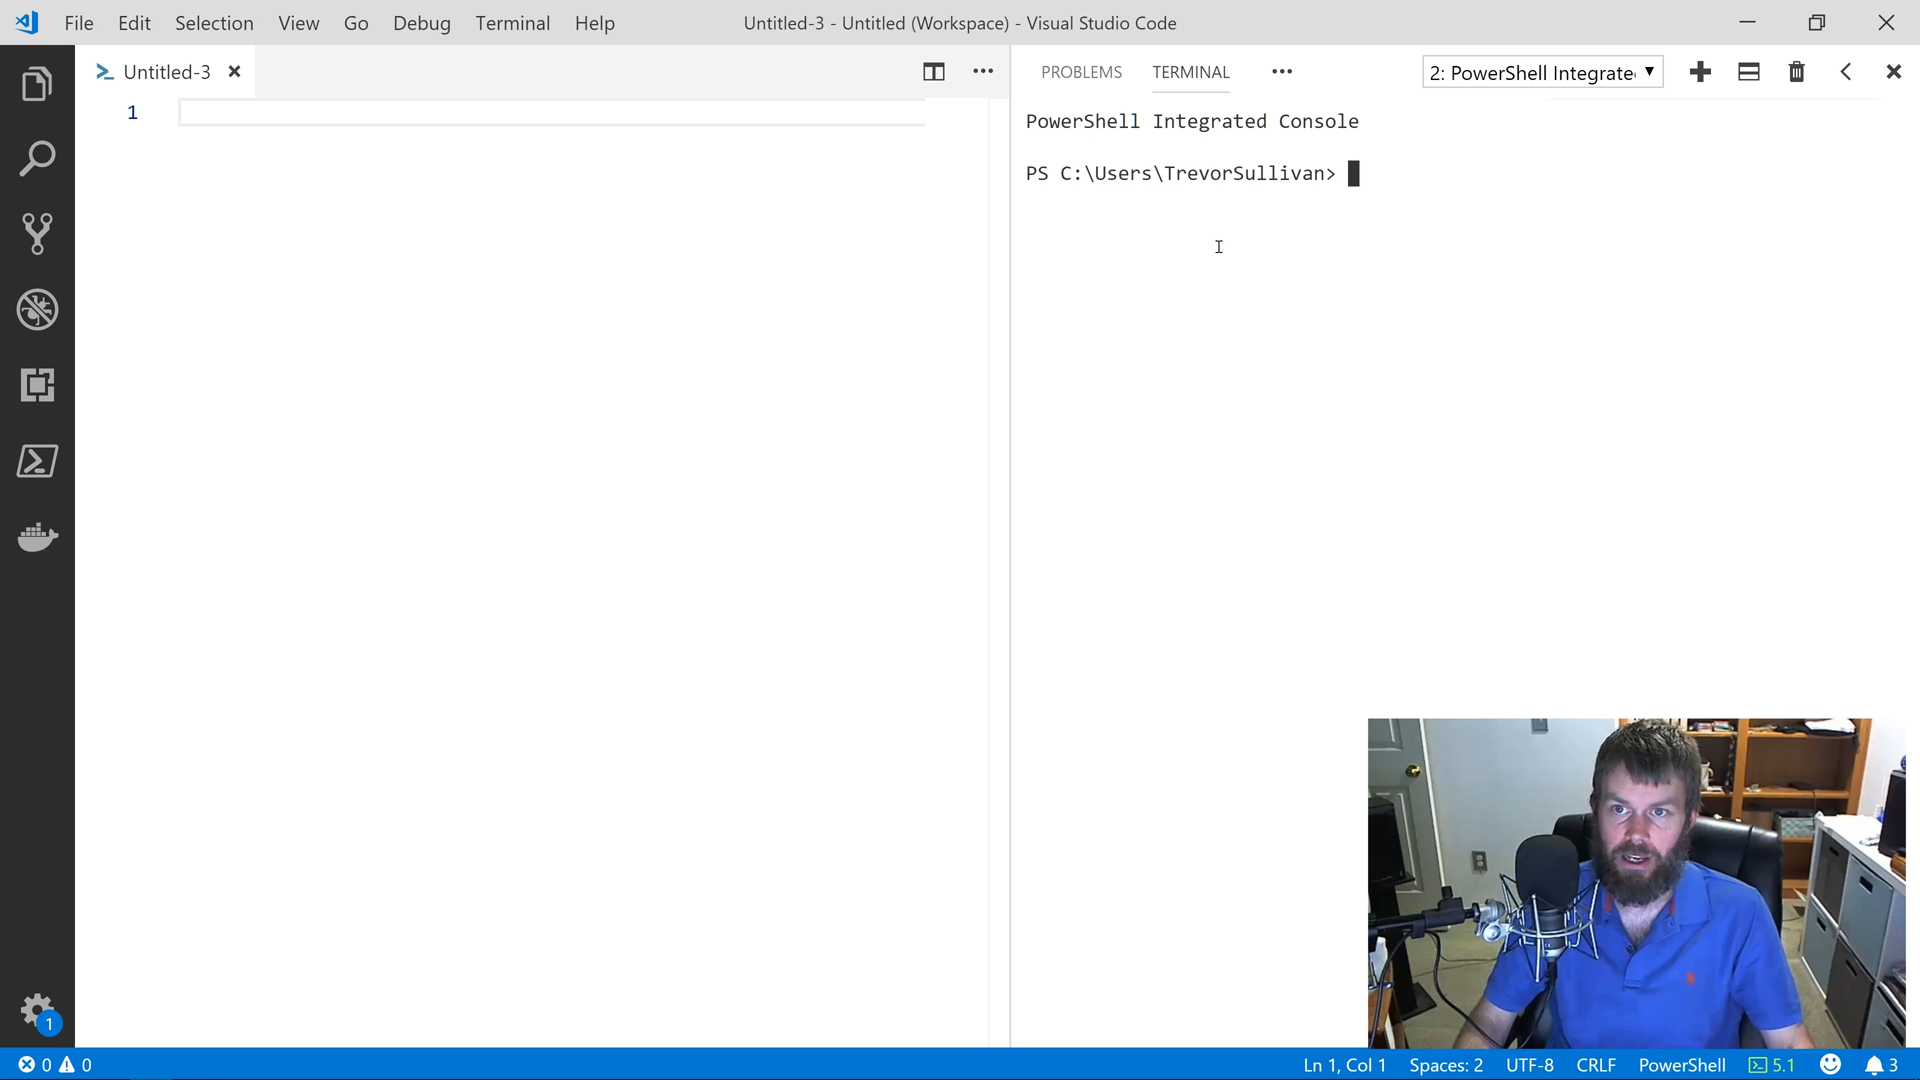 File Edit Selection View Go Debug Terminal Help
Untitled-3 - Untitled (Workspace) - Visual Studio Code
Untitled-3
PROBLEMS TERMINAL
2: PowerShell Integrate
1
PowerShell Integrated Console
PS C:\Users\TrevorSullivan>
1
0 0
Ln 1, Col 1 Spaces: 2 UTF-8 CRLF PowerShell 5.1 3